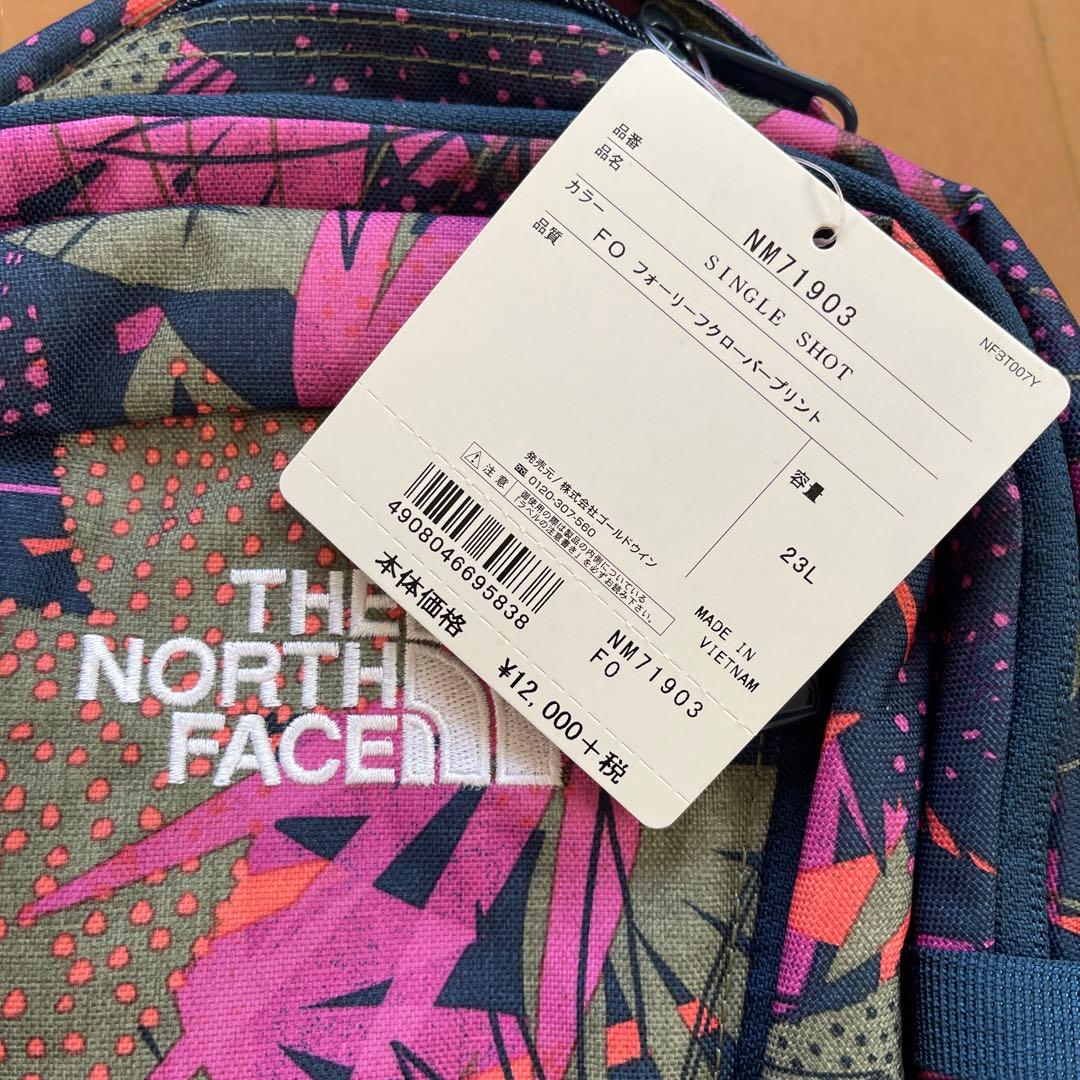 品番 NM71903
品名 SINGLE SHOT
カラー FO フォーリーフクローバープリント
品質
容量 23L
NF3T007Y
発売元/株式会社ゴールドウイン
0120-307-560
注意
御使用の際は製品の内側についている
「ラベルの注意書き」を必ずお読み下さい。
MADE IN
VIETNAM
4908046695838
NM71903
FO
本体価格 ¥12,000+税
THE
NORTH
FACE